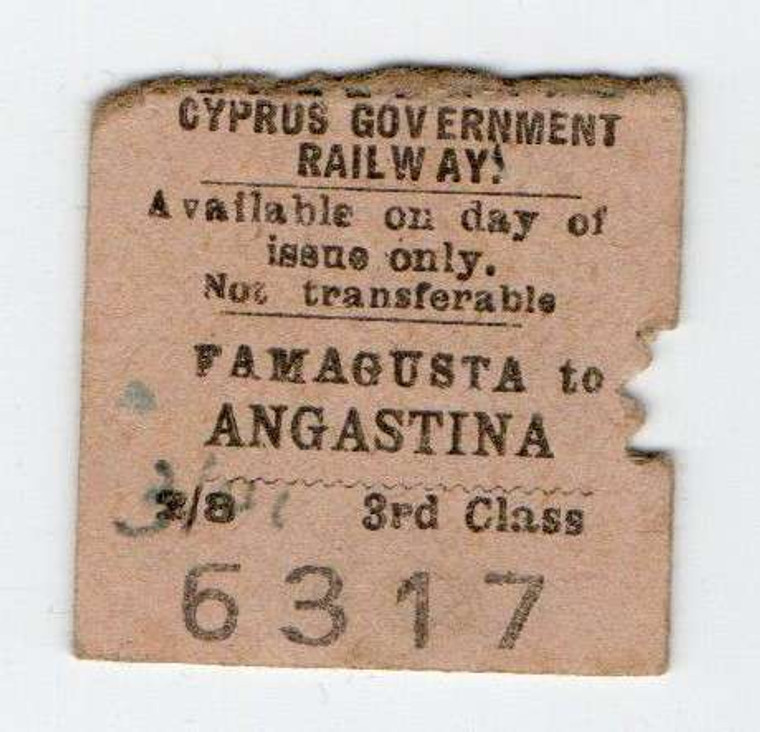 CYPRUS GOVERNMENT
RAILWAY.
Available on day of
issue only.
Not transferable
FAMAGUSTA to
ANGASTINA
3rd Class
6317